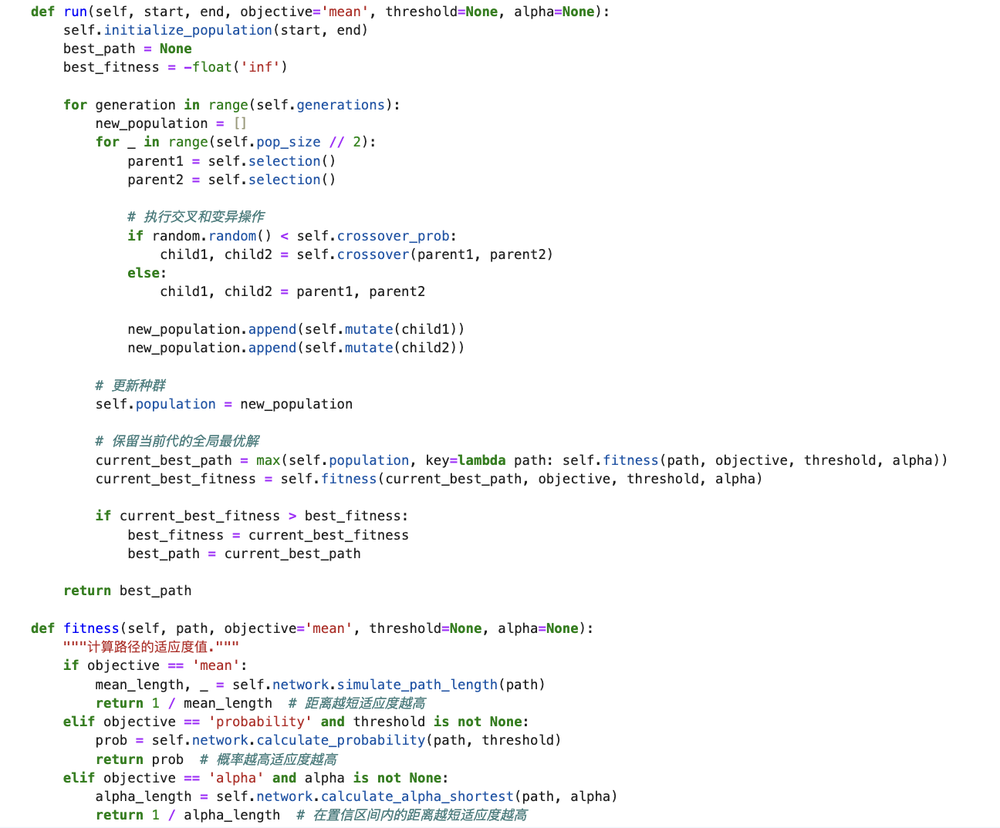 def run(self, start, end, objective='mean', threshold=None, alpha=None):
    self.initialize_population(start, end)
    best_path = None
    best_fitness = -float('inf')

    for generation in range(self.generations):
        new_population = []
        for _ in range(self.pop_size // 2):
            parent1 = self.selection()
            parent2 = self.selection()

            # 执行交叉和变异操作
            if random.random() < self.crossover_prob:
                child1, child2 = self.crossover(parent1, parent2)
            else:
                child1, child2 = parent1, parent2

            new_population.append(self.mutate(child1))
            new_population.append(self.mutate(child2))

        # 更新种群
        self.population = new_population

        # 保留当前代的全局最优解
        current_best_path = max(self.population, key=lambda path: self.fitness(path, objective, threshold, alpha))
        current_best_fitness = self.fitness(current_best_path, objective, threshold, alpha)

        if current_best_fitness > best_fitness:
            best_fitness = current_best_fitness
            best_path = current_best_path

    return best_path

def fitness(self, path, objective='mean', threshold=None, alpha=None):
    """计算路径的适应度值."""
    if objective == 'mean':
        mean_length, _ = self.network.simulate_path_length(path)
        return 1 / mean_length  # 距离越短适应度越高
    elif objective == 'probability' and threshold is not None:
        prob = self.network.calculate_probability(path, threshold)
        return prob  # 概率越高适应度越高
    elif objective == 'alpha' and alpha is not None:
        alpha_length = self.network.calculate_alpha_shortest(path, alpha)
        return 1 / alpha_length  # 在置信区间内的距离越短适应度越高